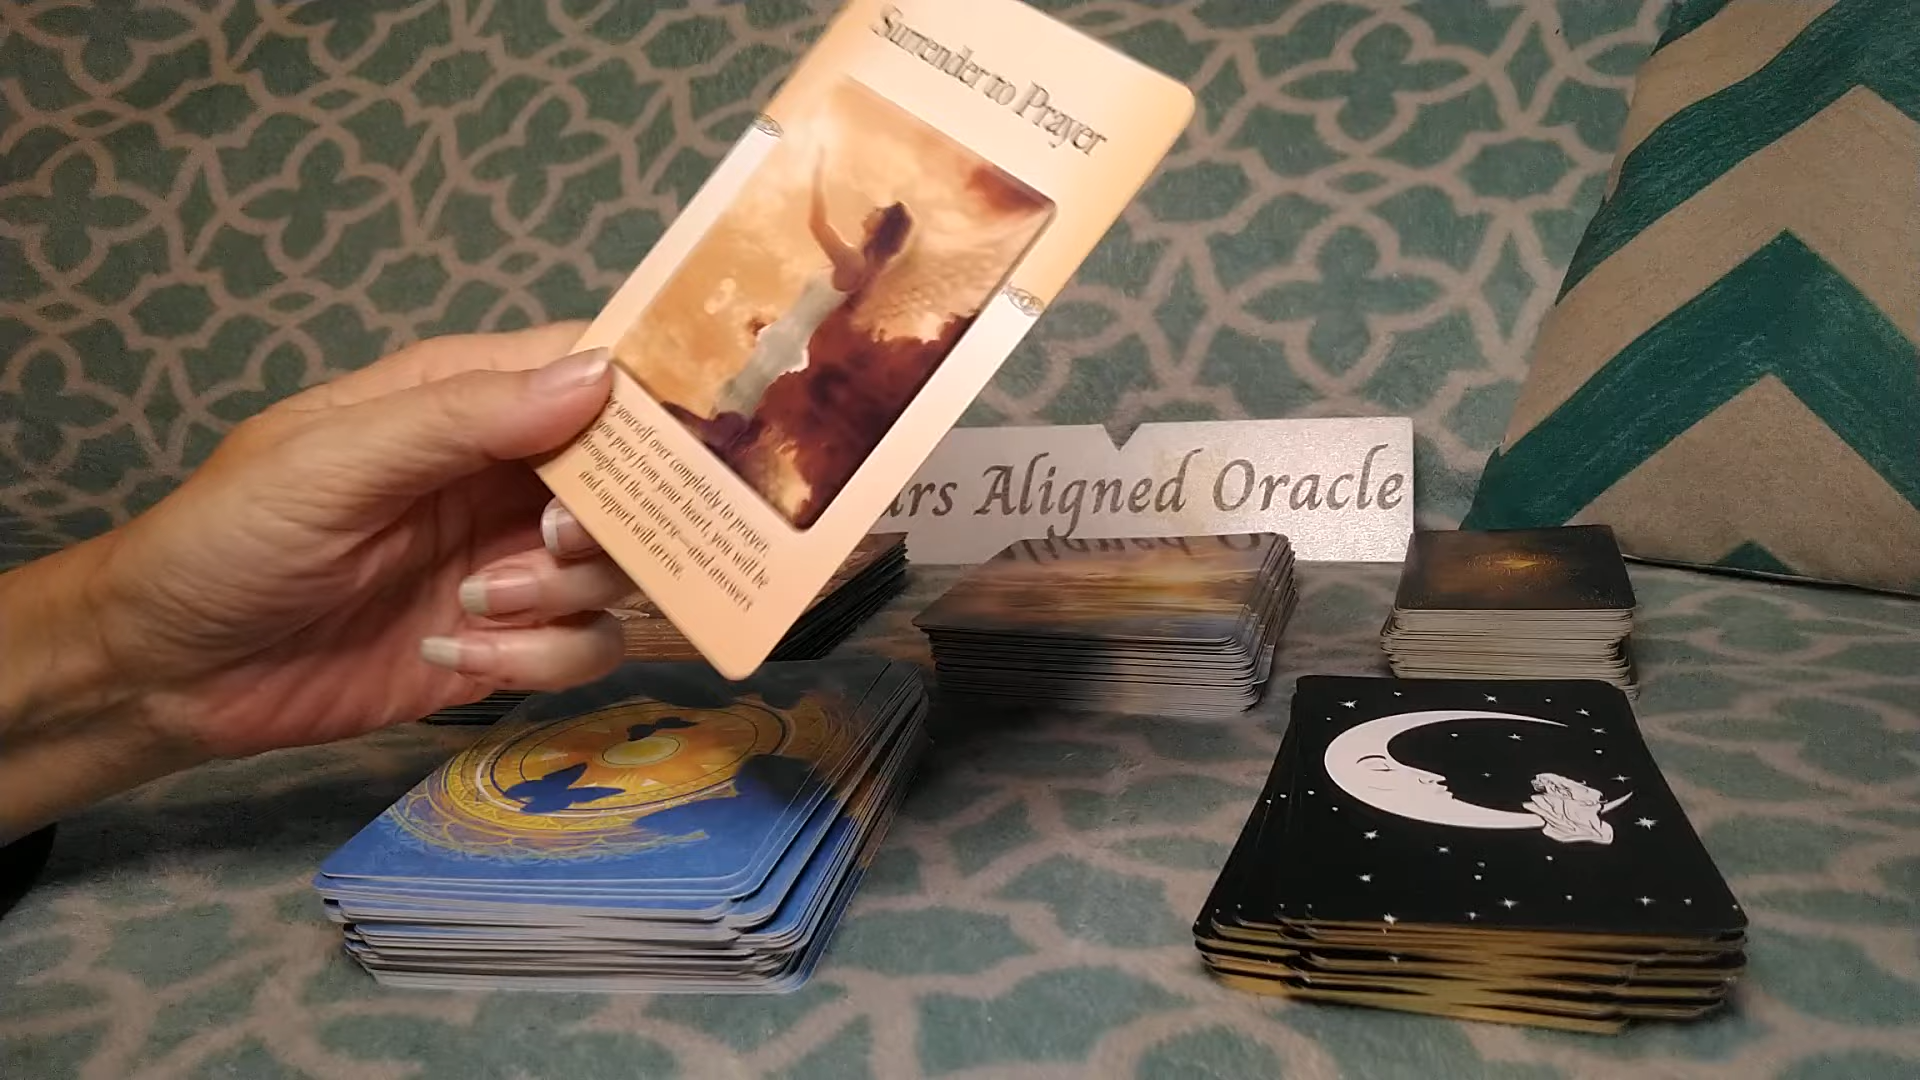 Surrender to Prayer
yourself over completely to prayer.
you pray from your heart, you will be
throughout the universe—and answers
and support will arrive.
Aligned Oracle